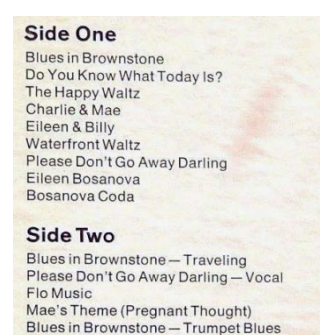 Side One
Blues in Brownstone
Do You Know What Today Is?
The Happy Waltz
Charlie & Mae
Eileen & Billy
Waterfront Waltz
Please Don't Go Away Darling
Eileen Bosanova
Bosanova Coda
Side Two
Blues in Brownstone — Traveling
Please Don't Go Away Darling — Vocal
Flo Music
Mae's Theme (Pregnant Thought)
Blues in Brownstone — Trumpet Blues